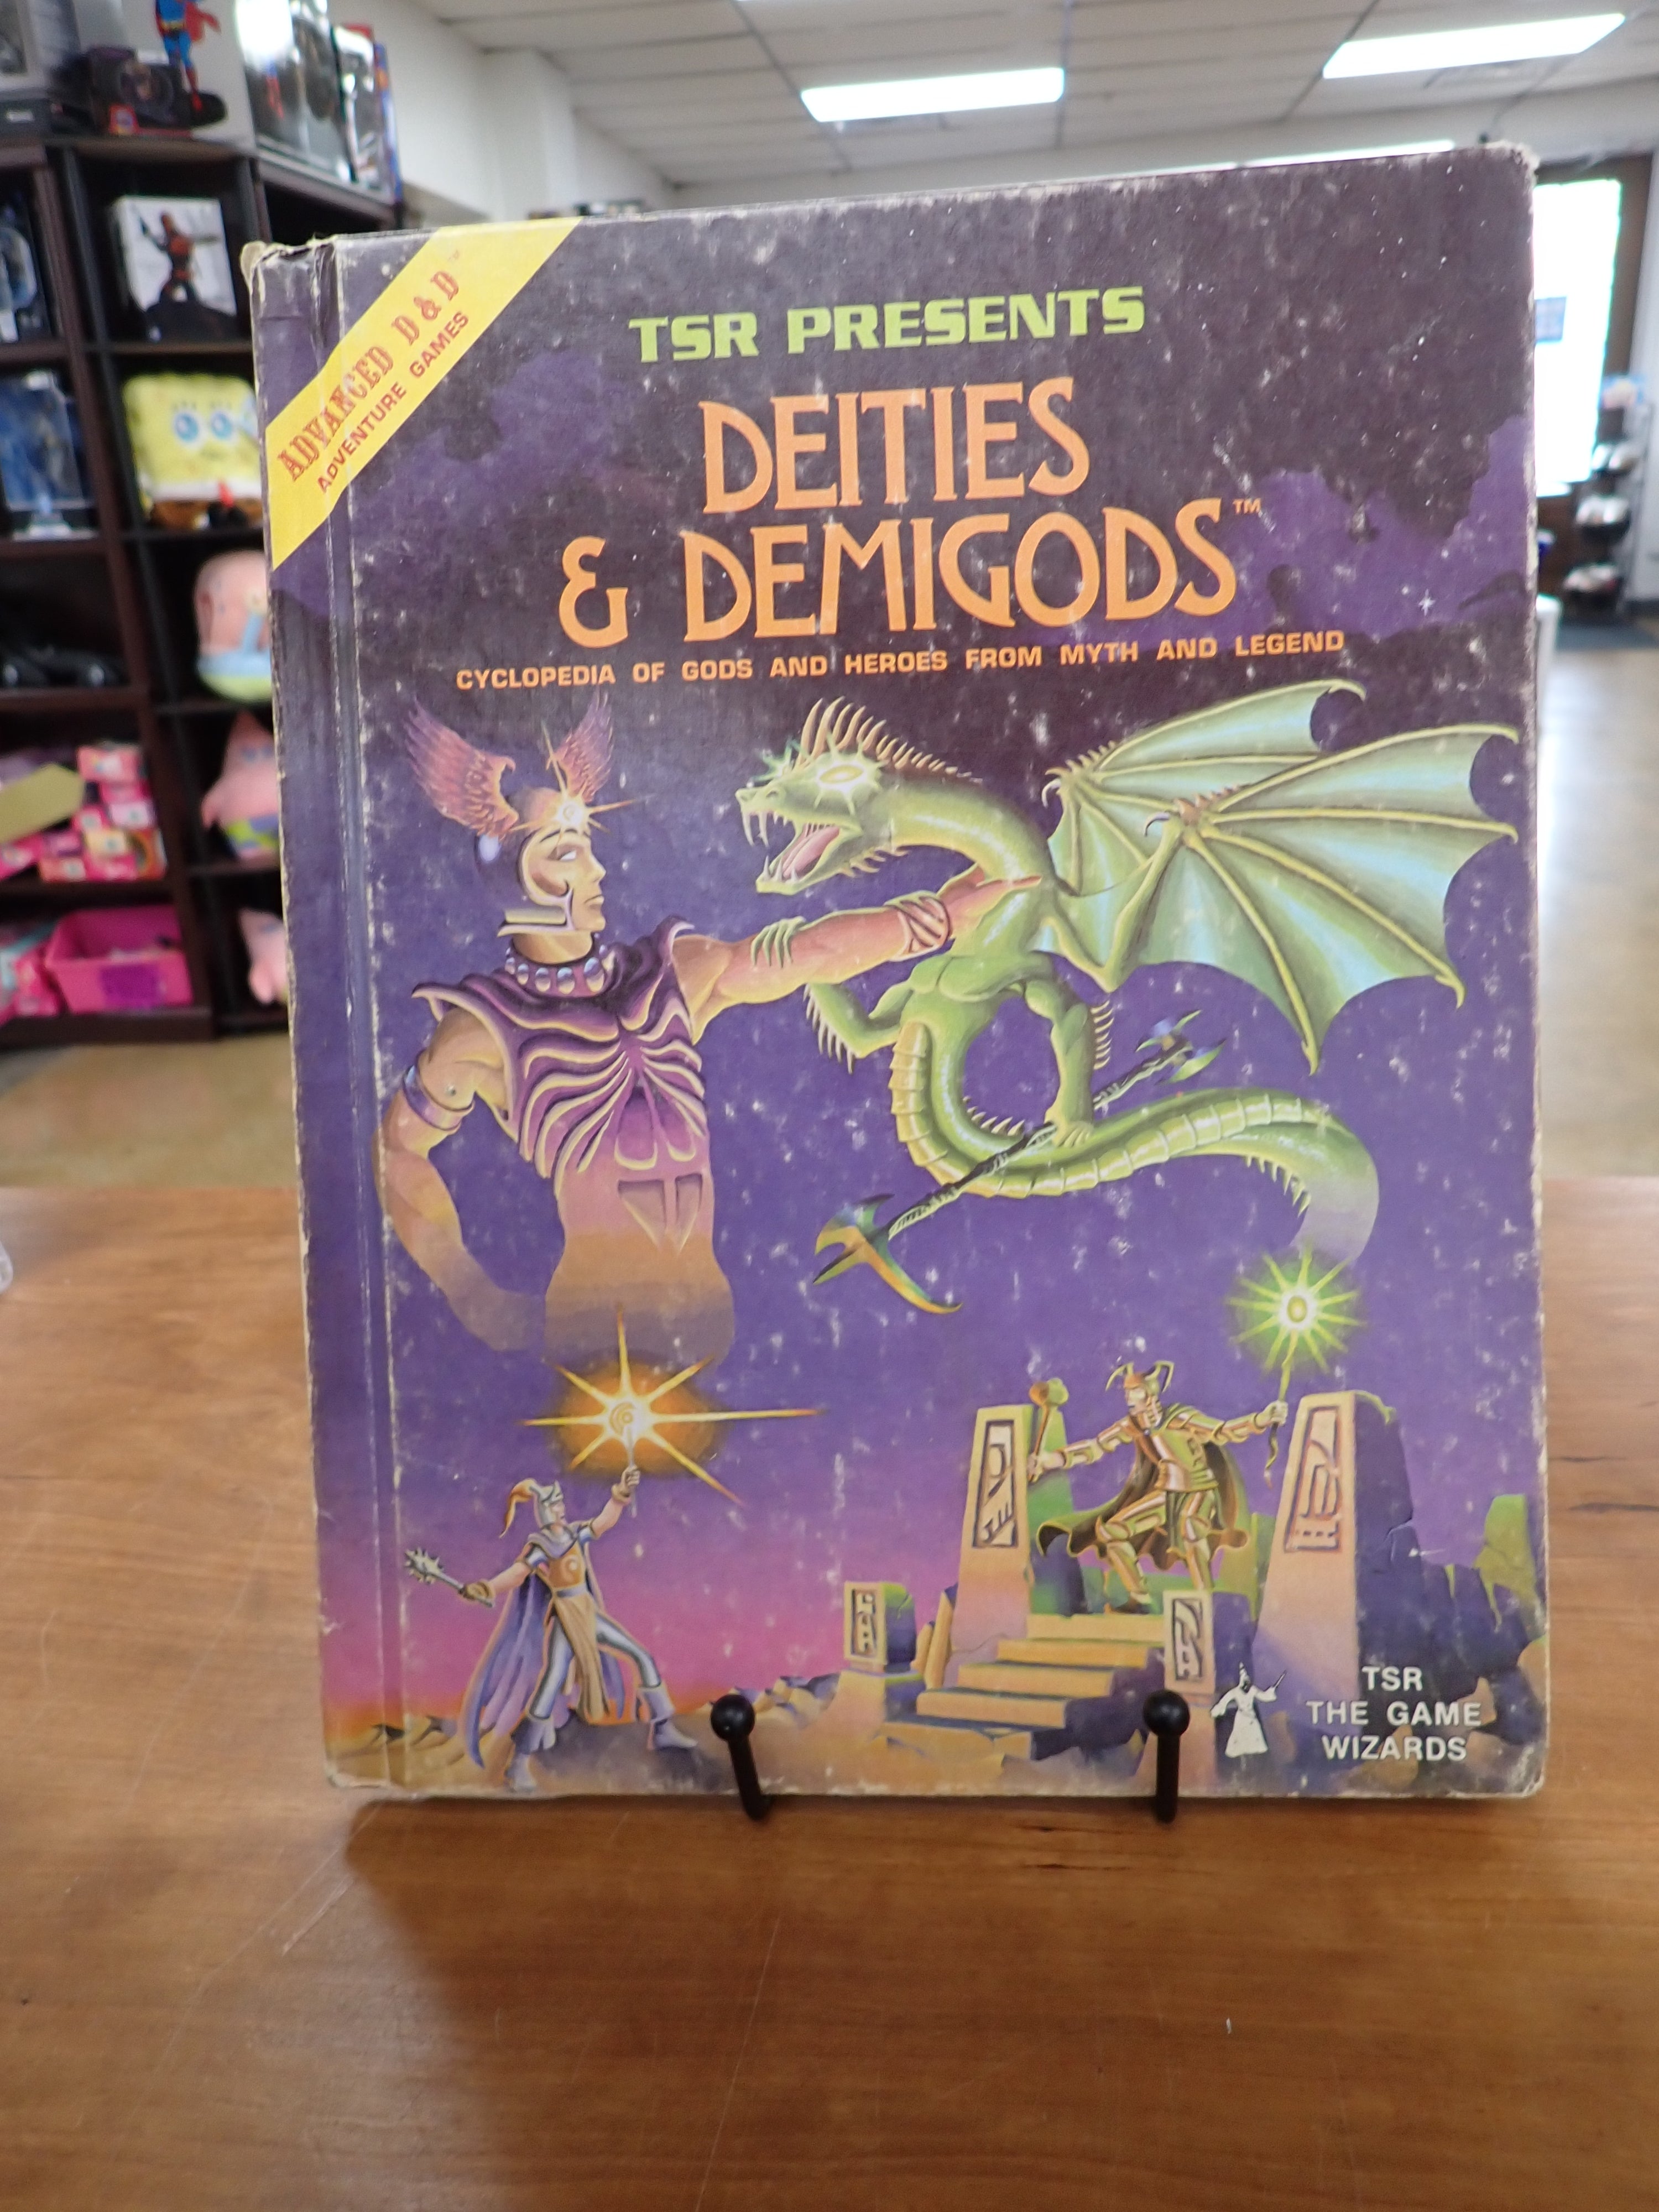 ADVANCED D & D™
ADVENTURE GAMES
TSR PRESENTS
DEITIES
& DEMIGODS™
CYCLOPEDIA OF GODS AND HEROES FROM MYTH AND LEGEND
TSR
THE GAME
WIZARDS